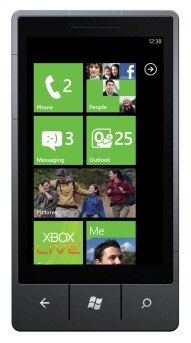 12:38
2
Phone
f
People
3
Messaging
25
Outlook
Pictures
XBOX
LIVE
Me